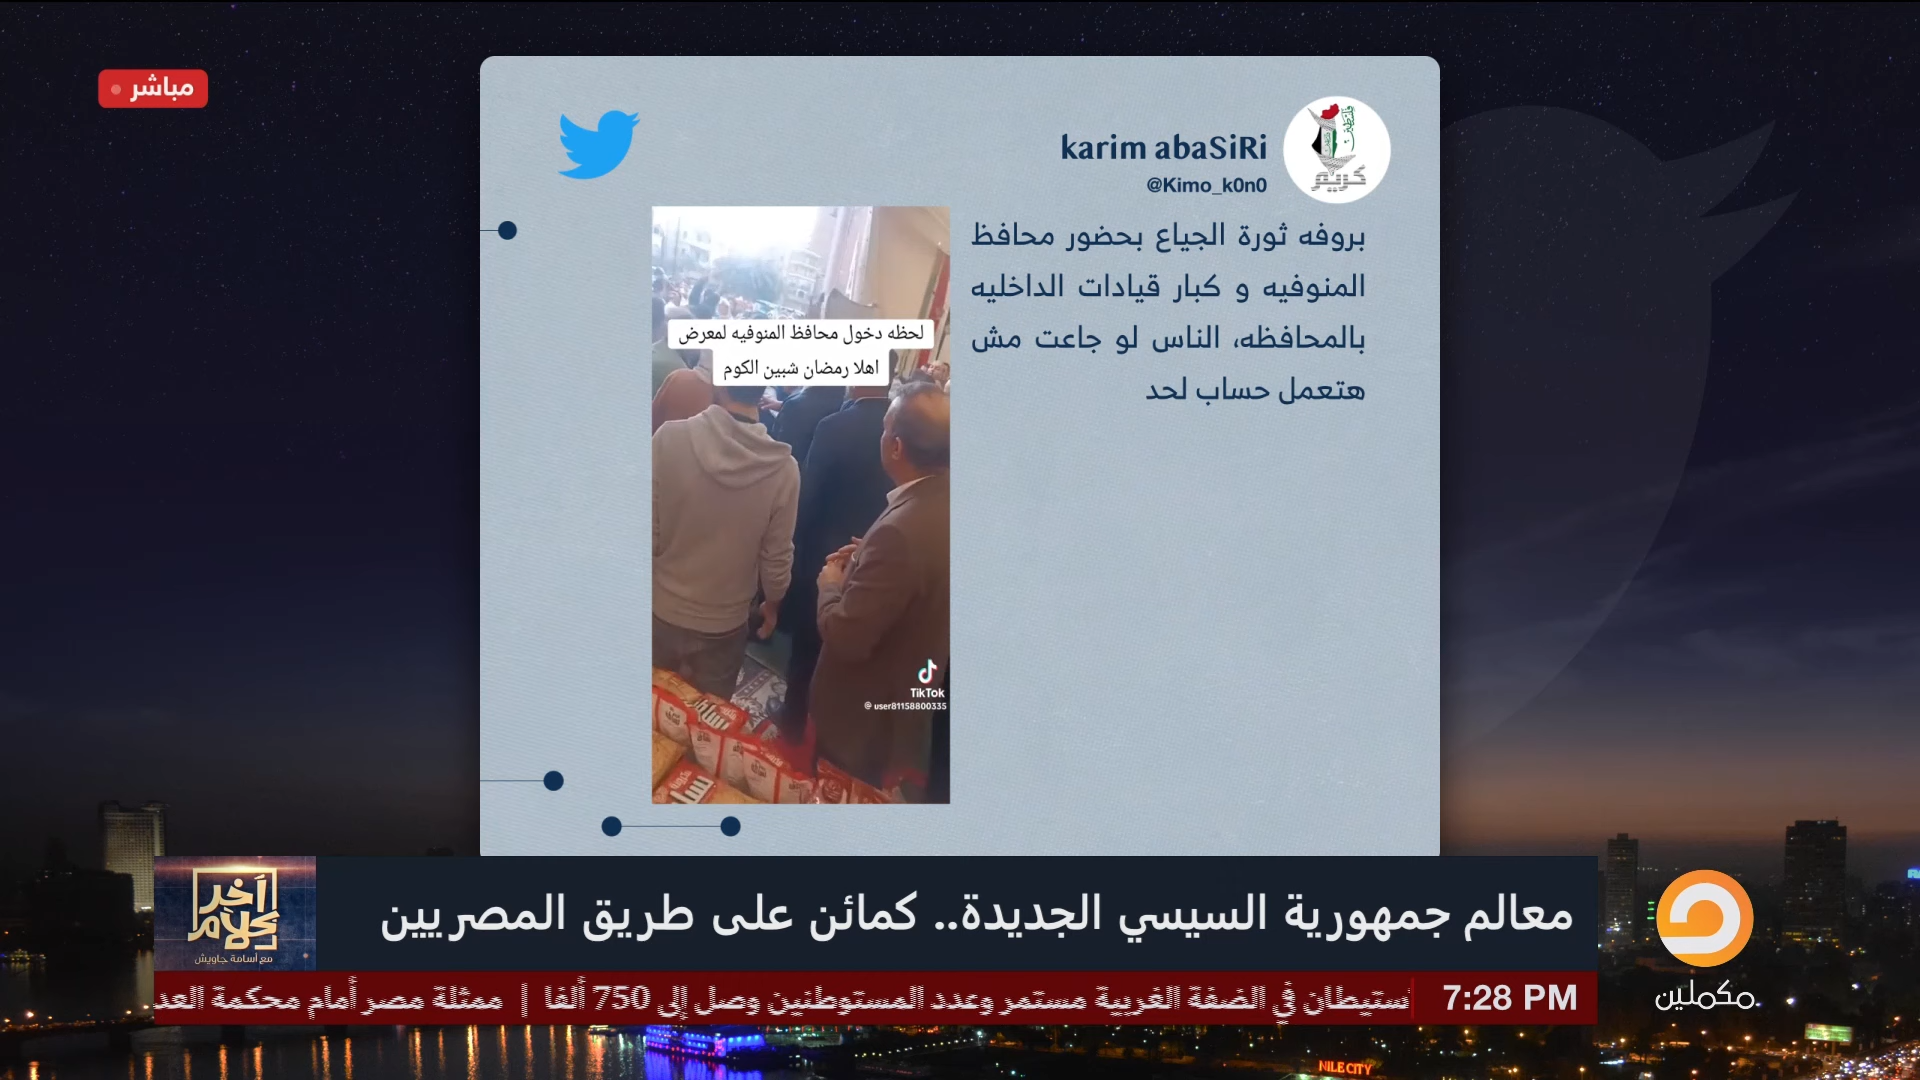 مباشر
karim abaSiRi
@Kimo_k0n0
كريم
بروفه ثورة الجياع بحضور محافظ
المنوفيه و كبار قيادات الداخليه
بالمحافظه، الناس لو جاعت مش
هتعمل حساب لحد
لحظه دخول محافظ المنوفيه لمعرض
اهلا رمضان شبين الكوم
TikTok
@ user81158800335
معالم جمهورية السيسي الجديدة.. كمائن على طريق المصريين
آخر كلام
مع أسامة جاويش
7:28 PM
ستيطان في الضفة الغربية مستمر وعدد المستوطنين وصل إلى 750 ألفا | ممثلة مصر أمام محكمة العد
مكملين
NILE CITY